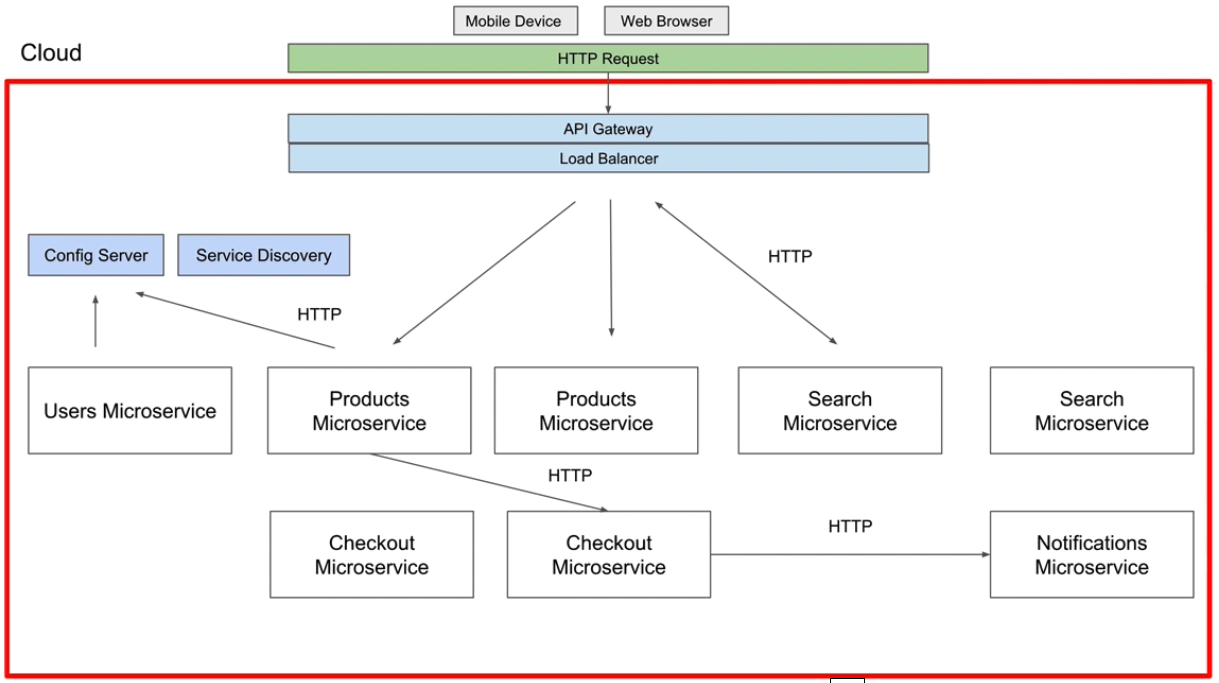 Mobile Device
Web Browser
Cloud
HTTP Request
API Gateway
Load Balancer
Config Server
Service Discovery
HTTP
HTTP
Users Microservice
Products
Microservice
Products
Microservice
Search
Microservice
Search
Microservice
HTTP
Checkout
Microservice
Checkout
Microservice
HTTP
Notifications
Microservice